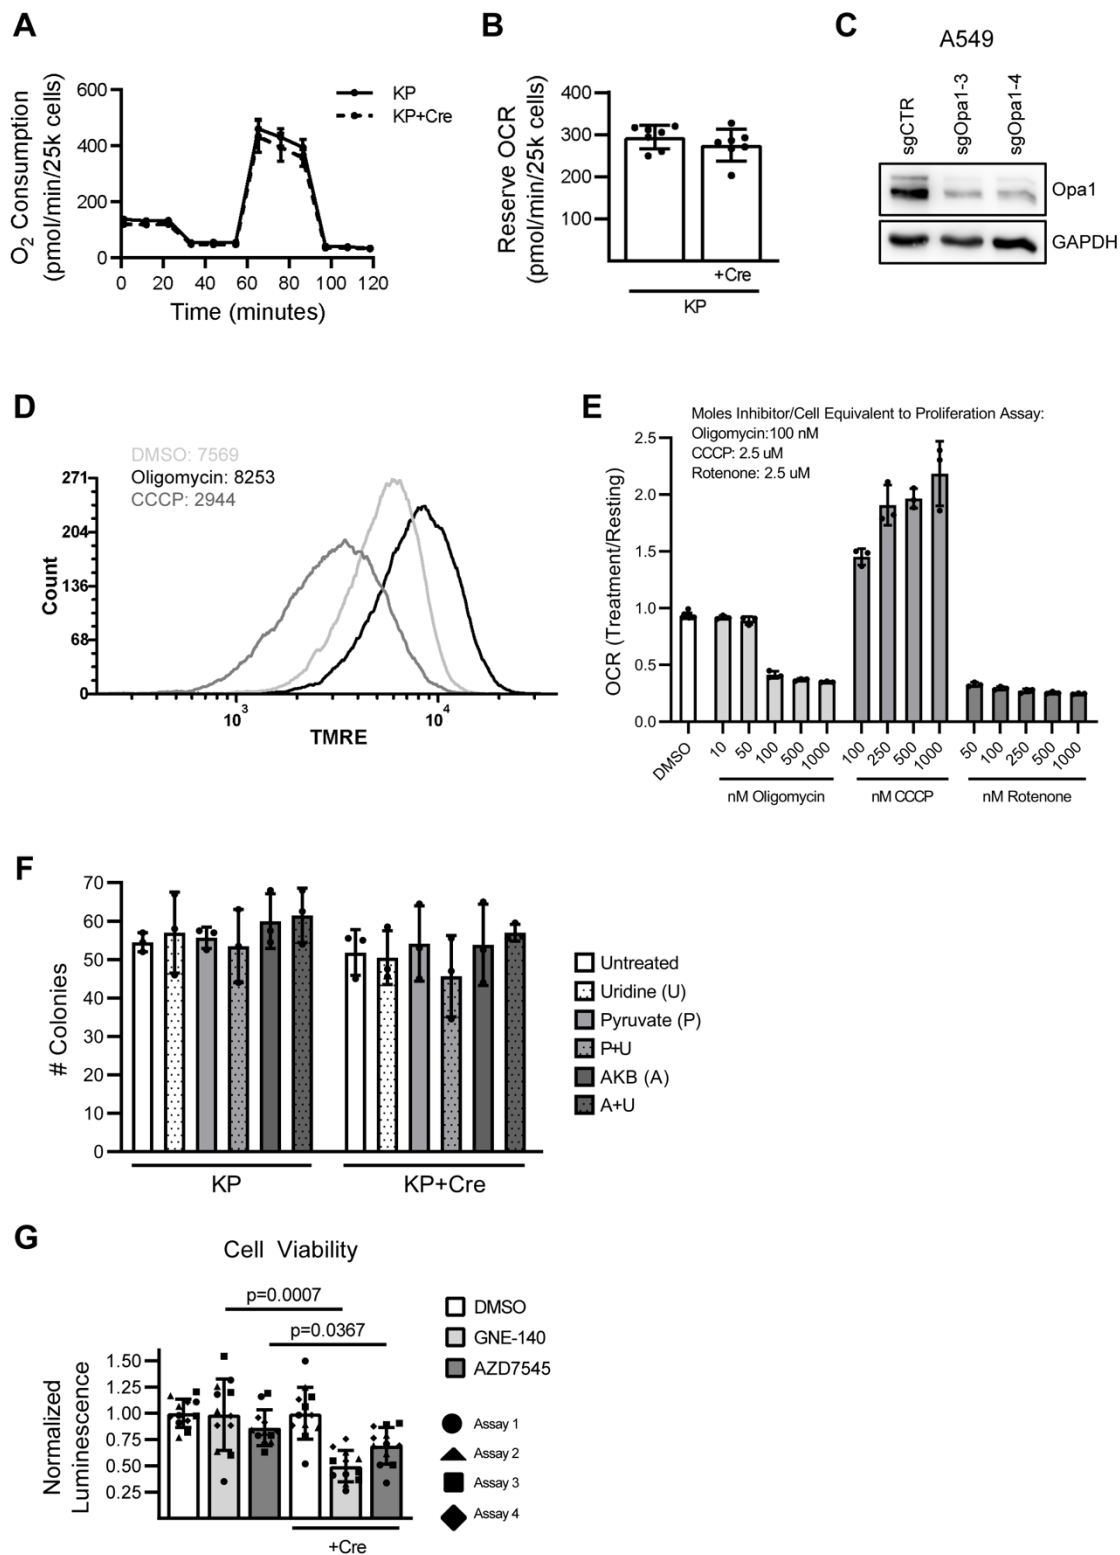 A
O2 Consumption
(pmol/min/25k cells)
600
400
200
0
0 20 40 60 80 100 120
Time (minutes)
KP
KP+Cre
B
Reserve OCR
(pmol/min/25k cells)
400
300
200
100
+Cre
KP
C
A549
sgCTR
sgOpa1-3
sgOpa1-4
Opa1
GAPDH
D
DMSO: 7569
Oligomycin: 8253
CCCP: 2944
Count
271
204
136
68
0
10^3 10^4
TMRE
E
Moles Inhibitor/Cell Equivalent to Proliferation Assay:
Oligomycin:100 nM
CCCP: 2.5 uM
Rotenone: 2.5 uM
OCR (Treatment/Resting)
2.5
2.0
1.5
1.0
0.5
0.0
DMSO 10 50 100 500 1000 100 250 500 1000 50 100 250 500 1000
nM Oligomycin nM CCCP nM Rotenone
F
# Colonies
70
60
50
40
30
20
10
0
KP KP+Cre
Untreated
Uridine (U)
Pyruvate (P)
P+U
AKB (A)
A+U
G
Cell Viability
p=0.0007
p=0.0367
Normalized
Luminescence
1.50
1.25
1.00
0.75
0.50
0.25
+Cre
DMSO
GNE-140
AZD7545
Assay 1
Assay 2
Assay 3
Assay 4